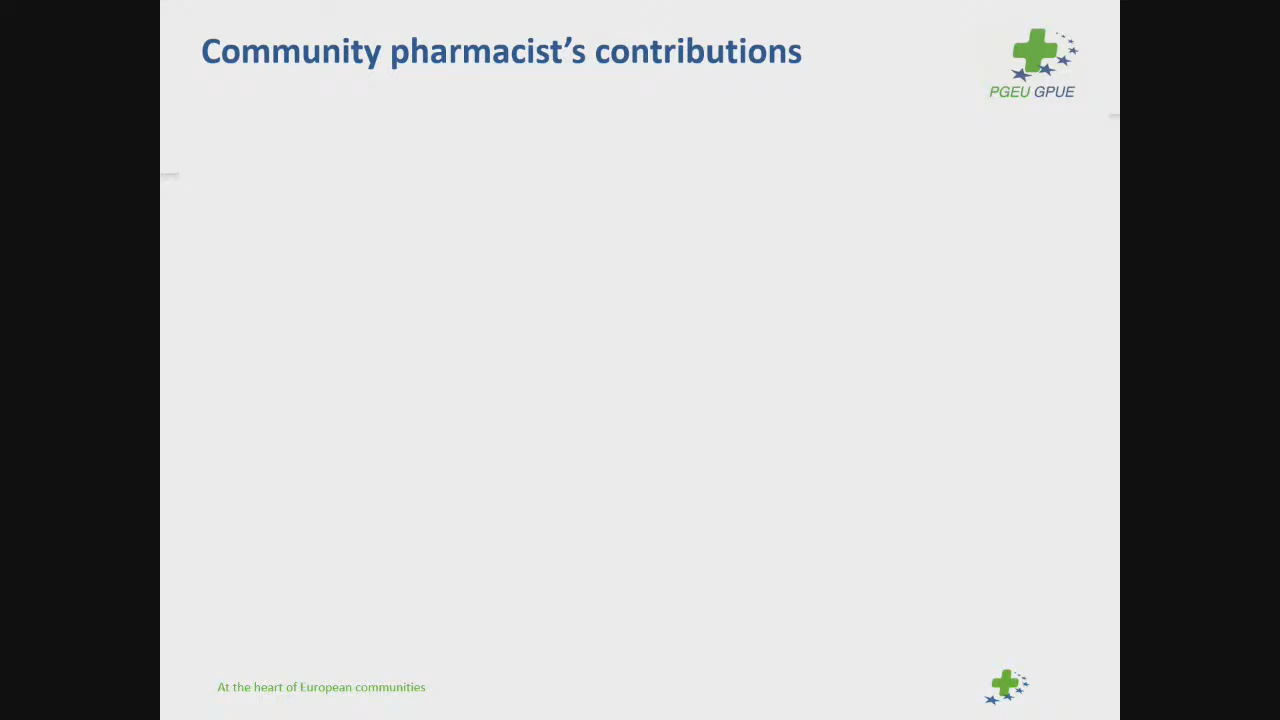 Community pharmacist’s contributions
PGEU GPUE
At the heart of European communities